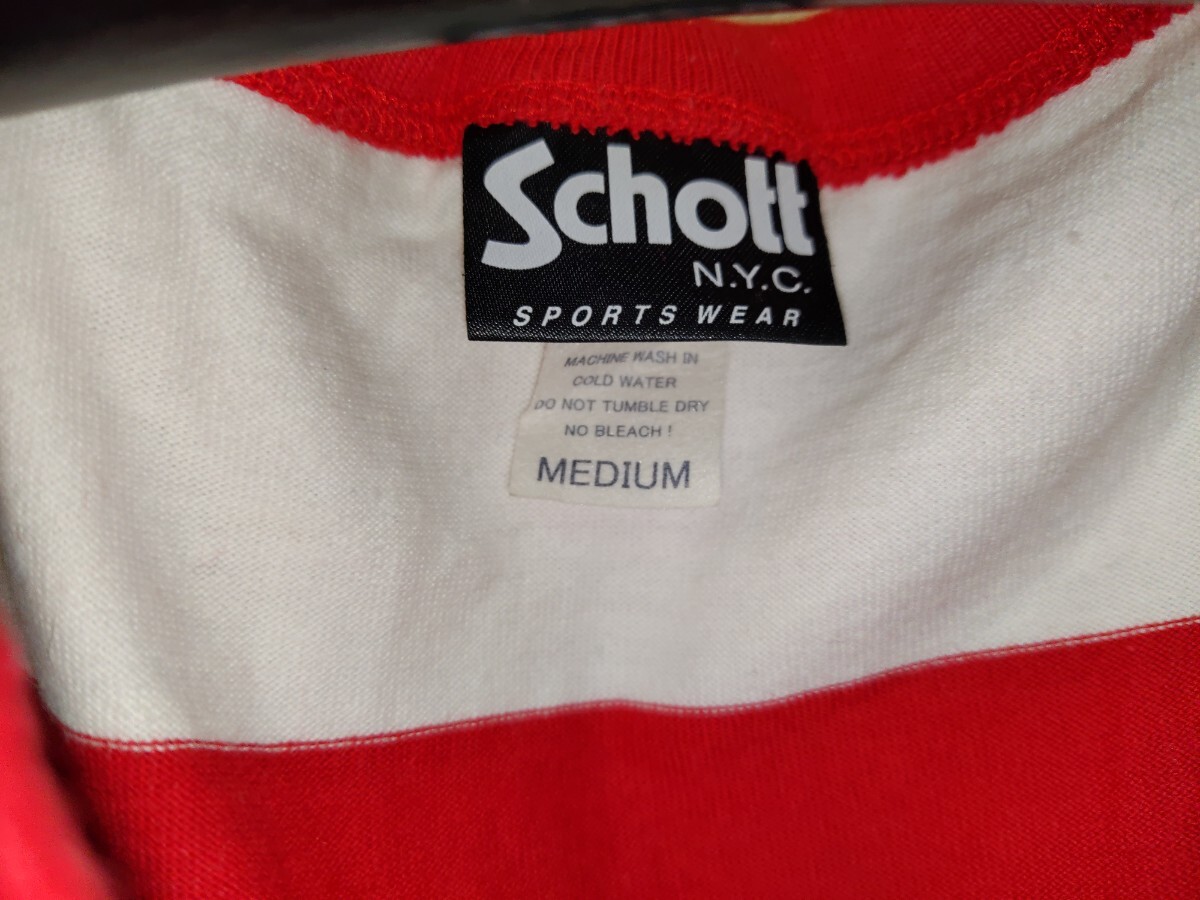 Schott
N.Y.C.
SPORTS WEAR
MACHINE WASH IN
COLD WATER
DO NOT TUMBLE DRY
NO BLEACH !
MEDIUM